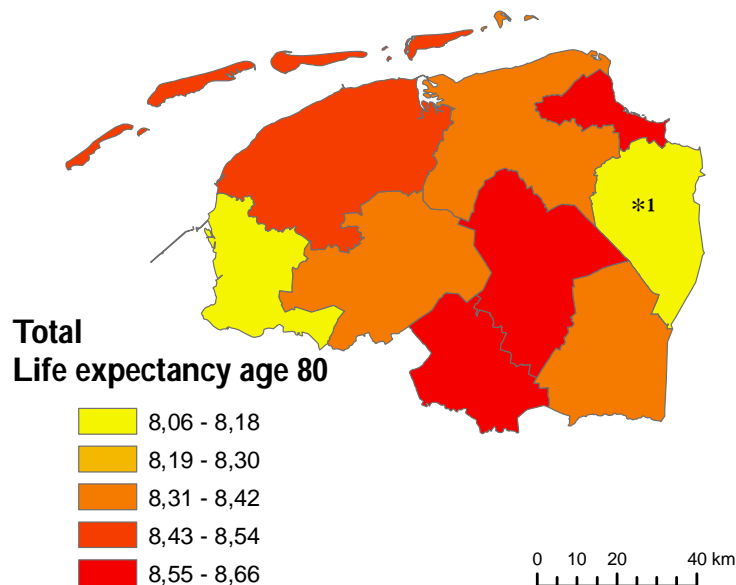 *1
Total
Life expectancy age 80
8,06 - 8,18
8,19 - 8,30
8,31 - 8,42
8,43 - 8,54
8,55 - 8,66
0 10 20 40 km